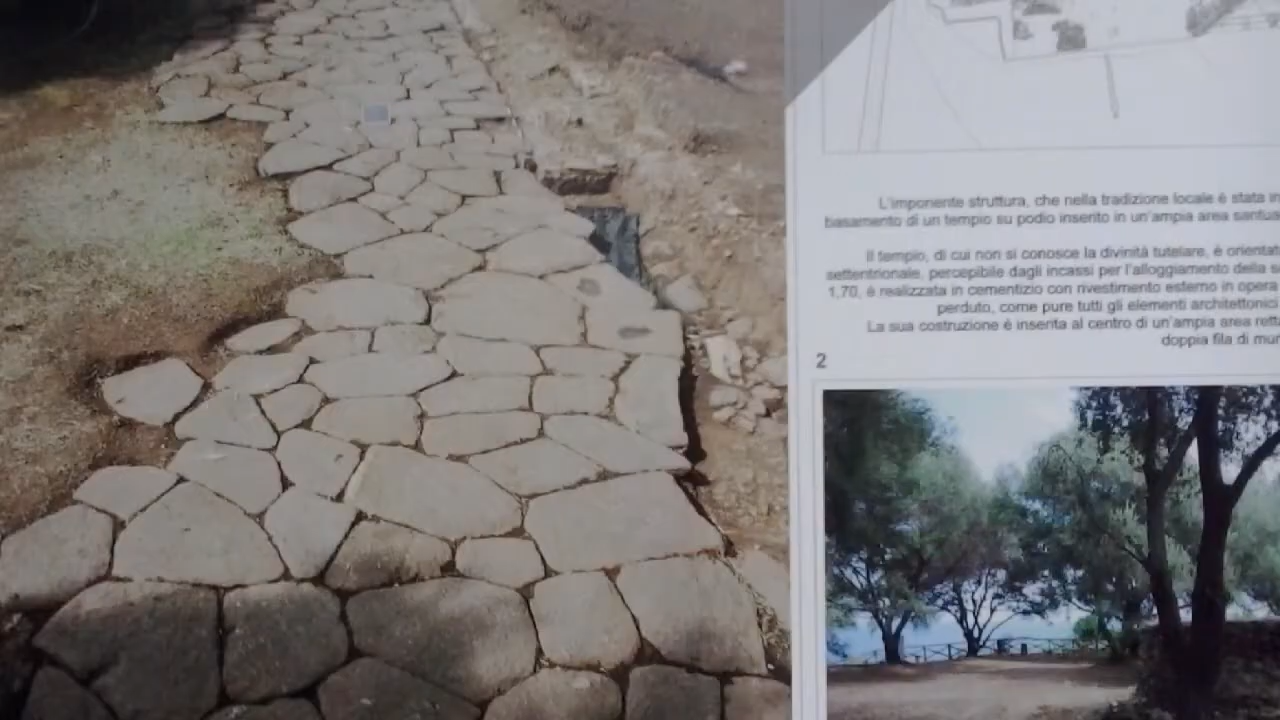 L'imponente struttura, che nella tradizione locale è stata in
basamento di un tempio su podio inserito in un'ampia area santua
Il tempio, di cui non si conosce la divinità tutelare, è orientat
settentrionale, percepibile dagli incassi per l'alloggiamento della s
1,70, è realizzata in cementizio con rivestimento esterno in opera
perduto, come pure tutti gli elementi architettonici
La sua costruzione è inserita al centro di un'ampia area rett
doppia fila di mur
2